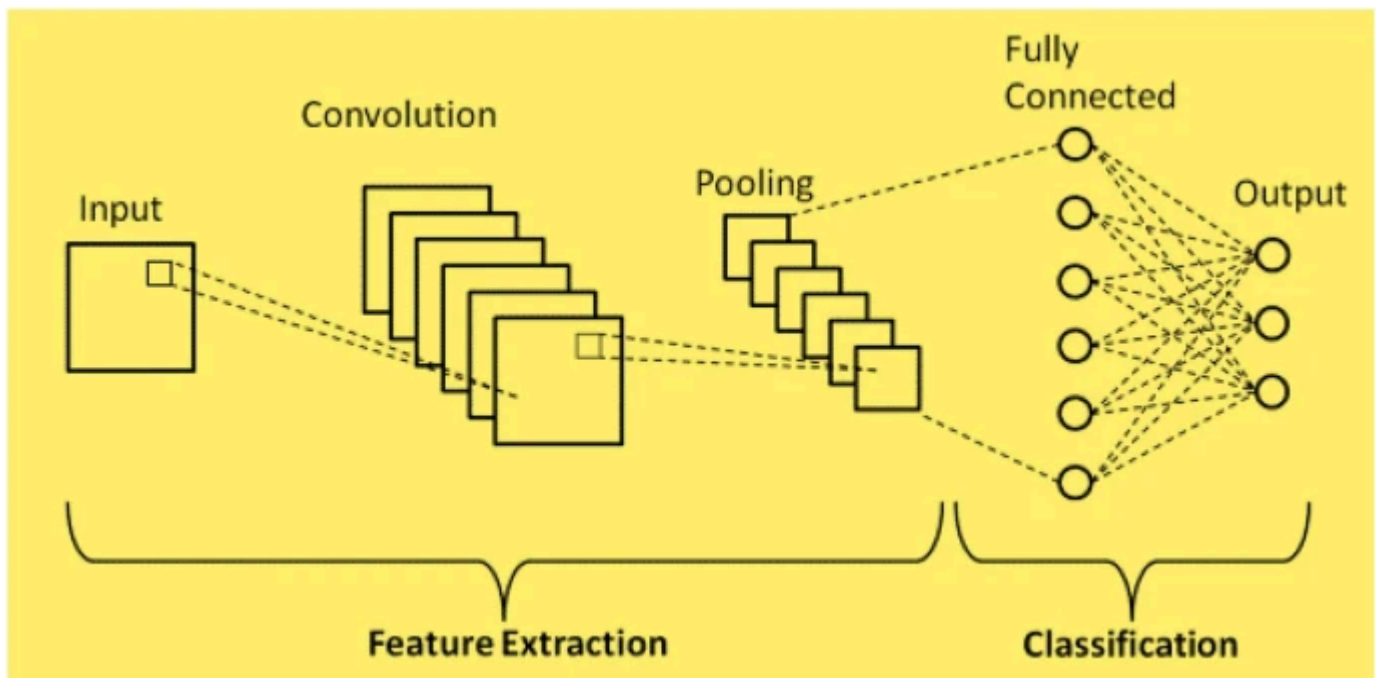 Input
Convolution
Pooling
Fully
Connected
Output
Feature Extraction
Classification